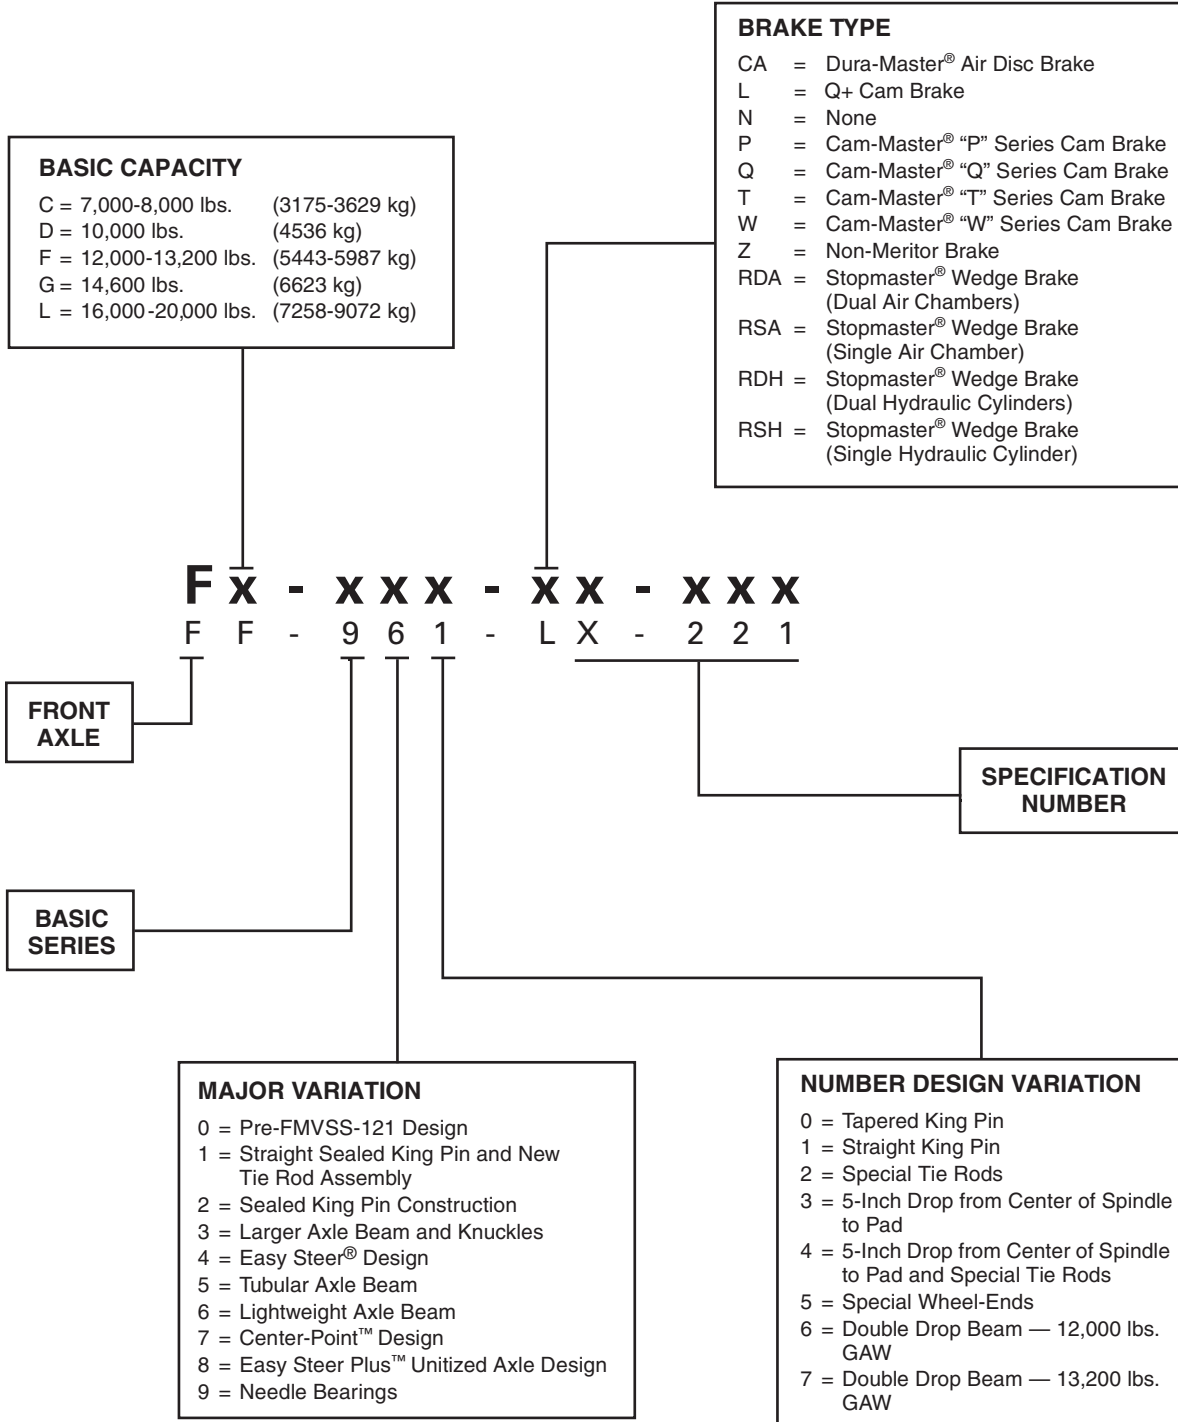 BRAKE TYPE
CA = Dura-Master® Air Disc Brake
L = Q+ Cam Brake
N = None
P = Cam-Master® “P” Series Cam Brake
Q = Cam-Master® “Q” Series Cam Brake
T = Cam-Master® “T” Series Cam Brake
W = Cam-Master® “W” Series Cam Brake
Z = Non-Meritor Brake
RDA = Stopmaster® Wedge Brake
(Dual Air Chambers)
RSA = Stopmaster® Wedge Brake
(Single Air Chamber)
RDH = Stopmaster® Wedge Brake
(Dual Hydraulic Cylinders)
RSH = Stopmaster® Wedge Brake
(Single Hydraulic Cylinder)
BASIC CAPACITY
C = 7,000-8,000 lbs. (3175-3629 kg)
D = 10,000 lbs. (4536 kg)
F = 12,000-13,200 lbs. (5443-5987 kg)
G = 14,600 lbs. (6623 kg)
L = 16,000-20,000 lbs. (7258-9072 kg)
F x - x x x - x x - x x x
F F - 9 6 1 - L X - 2 2 1
FRONT
AXLE
SPECIFICATION
NUMBER
BASIC
SERIES
MAJOR VARIATION
0 = Pre-FMVSS-121 Design
1 = Straight Sealed King Pin and New
Tie Rod Assembly
2 = Sealed King Pin Construction
3 = Larger Axle Beam and Knuckles
4 = Easy Steer® Design
5 = Tubular Axle Beam
6 = Lightweight Axle Beam
7 = Center-Point™ Design
8 = Easy Steer Plus™ Unitized Axle Design
9 = Needle Bearings
NUMBER DESIGN VARIATION
0 = Tapered King Pin
1 = Straight King Pin
2 = Special Tie Rods
3 = 5-Inch Drop from Center of Spindle
to Pad
4 = 5-Inch Drop from Center of Spindle
to Pad and Special Tie Rods
5 = Special Wheel-Ends
6 = Double Drop Beam — 12,000 lbs.
GAW
7 = Double Drop Beam — 13,200 lbs.
GAW